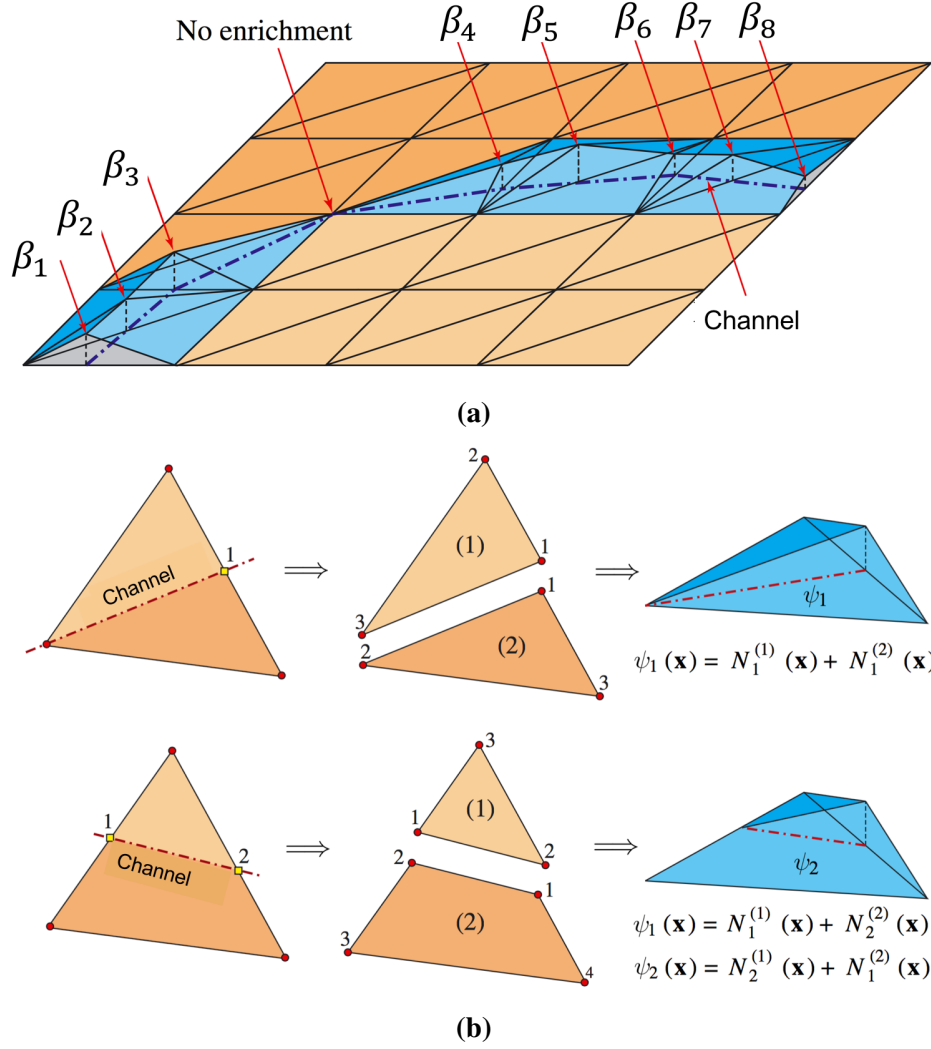 No enrichment
β₄
β₅
β₆
β₇
β₈
β₃
β₂
β₁
Channel
(a)
2
1
(1)
1
Channel
⟹
⟹
1
3
2
(2)
3
ψ₁
ψ₁ (x) = N₁⁽¹⁾ (x) + N₁⁽²⁾ (x)
3
1
(1)
1
2
Channel
⟹
2
⟹
2
1
(2)
3
4
ψ₂
ψ₁ (x) = N₁⁽¹⁾ (x) + N₂⁽²⁾ (x)
ψ₂ (x) = N₂⁽¹⁾ (x) + N₁⁽²⁾ (x)
(b)